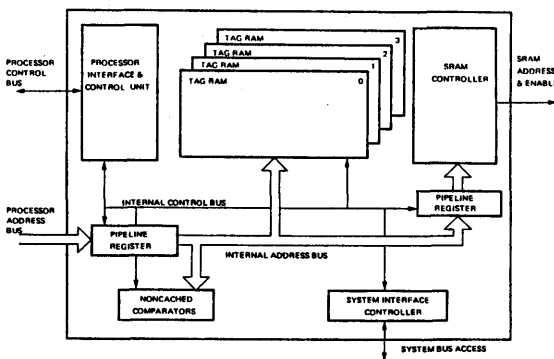 PROCESSOR
CONTROL
BUS
PROCESSOR
INTERFACE &
CONTROL UNIT
TAG RAM 3
TAG RAM 2
TAG RAM 1
TAG RAM 0
SRAM
CONTROLLER
SRAM
ADDRESS
& ENABLE
INTERNAL CONTROL BUS
PIPELINE
REGISTER
PROCESSOR
ADDRESS
BUS
PIPELINE
REGISTER
INTERNAL ADDRESS BUS
NONCACHED
COMPARATORS
SYSTEM INTERFACE
CONTROLLER
SYSTEM BUS ACCESS